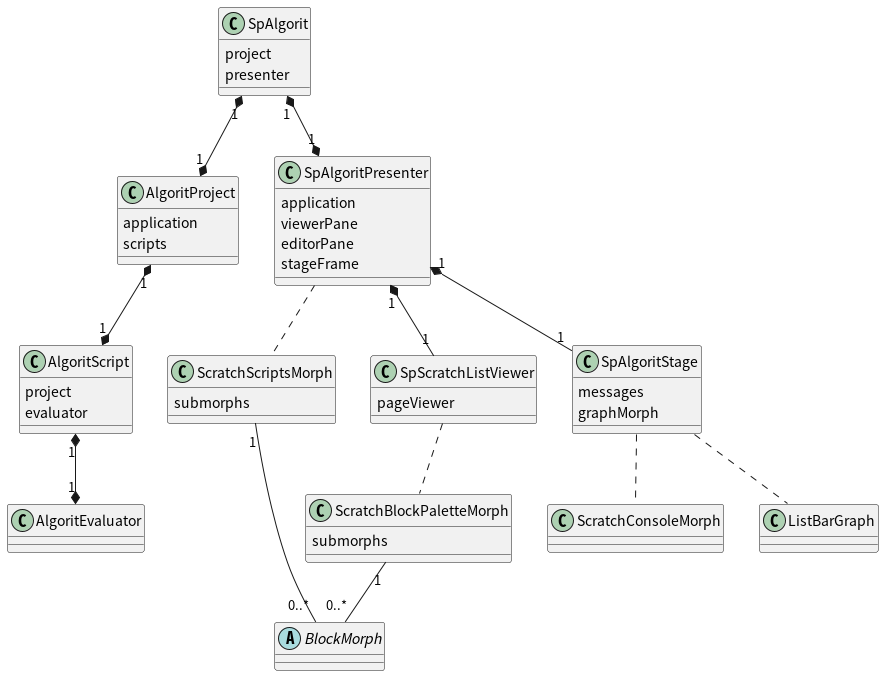 C SpAlgorit
project
presenter
1
1
1
1
C AlgoritProject
application
scripts
C SpAlgoritPresenter
application
viewerPane
editorPane
stageFrame
1
1
1
1
1
1
C AlgoritScript
project
evaluator
C ScratchScriptsMorph
submorphs
C SpScratchListViewer
pageViewer
C SpAlgoritStage
messages
graphMorph
1
1
1
C AlgoritEvaluator
C ScratchBlockPaletteMorph
submorphs
C ScratchConsoleMorph
C ListBarGraph
1
0..*
0..*
A BlockMorph